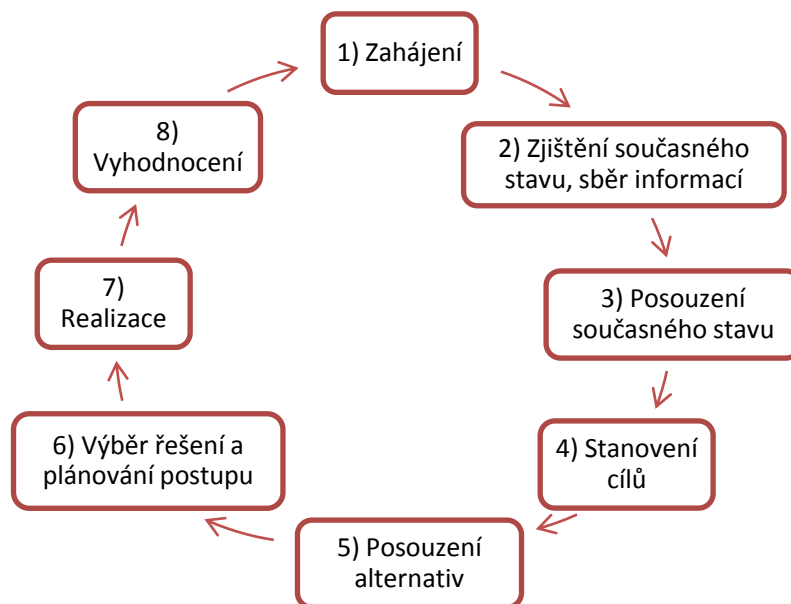 1) Zahájení
2) Zjištění současného
stavu, sběr informací
3) Posouzení
současného stavu
4) Stanovení
cílů
5) Posouzení
alternativ
6) Výběr řešení a
plánování postupu
7)
Realizace
8)
Vyhodnocení